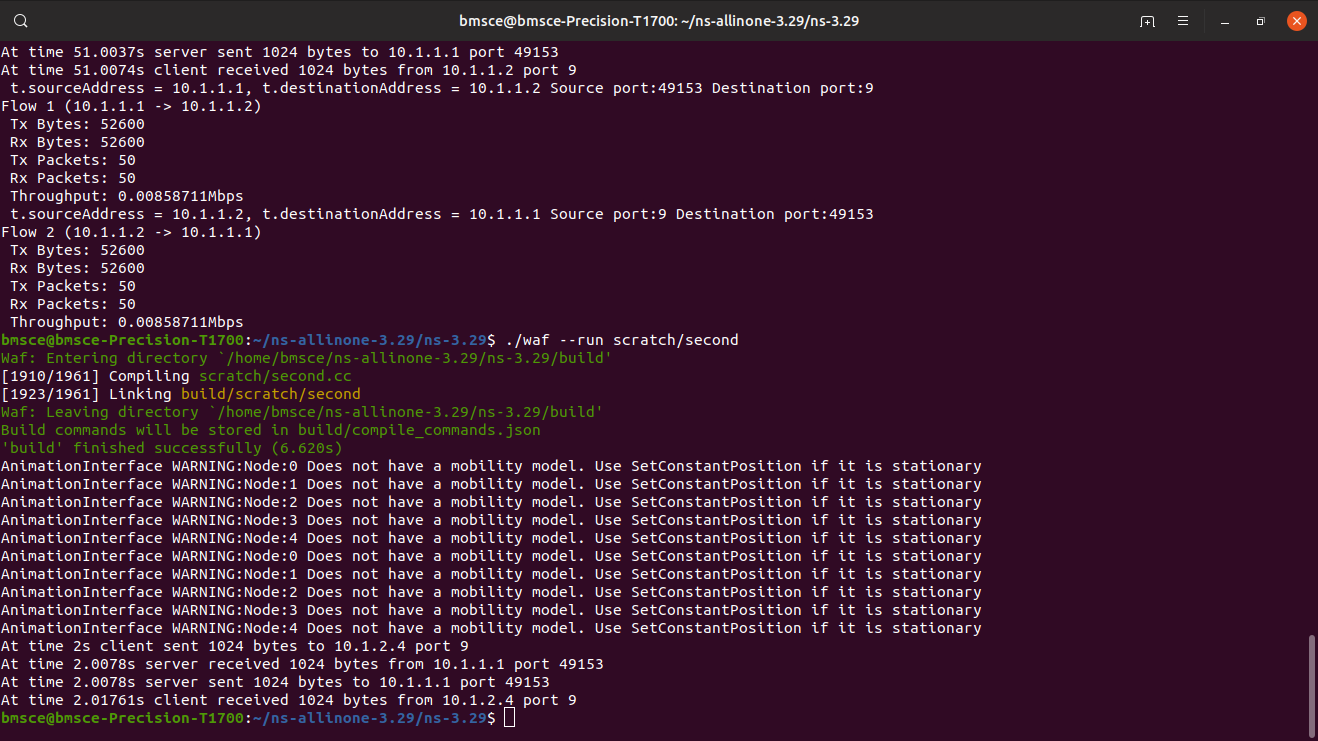 bmsce@bmsce-Precision-T1700: ~/ns-allinone-3.29/ns-3.29
At time 51.0037s server sent 1024 bytes to 10.1.1.1 port 49153
At time 51.0074s client received 1024 bytes from 10.1.1.2 port 9
 t.sourceAddress = 10.1.1.1, t.destinationAddress = 10.1.1.2 Source port:49153 Destination port:9
Flow 1 (10.1.1.1 -> 10.1.1.2)
 Tx Bytes: 52600
 Rx Bytes: 52600
 Tx Packets: 50
 Rx Packets: 50
 Throughput: 0.00858711Mbps
 t.sourceAddress = 10.1.1.2, t.destinationAddress = 10.1.1.1 Source port:9 Destination port:49153
Flow 2 (10.1.1.2 -> 10.1.1.1)
 Tx Bytes: 52600
 Rx Bytes: 52600
 Tx Packets: 50
 Rx Packets: 50
 Throughput: 0.00858711Mbps
bmsce@bmsce-Precision-T1700:~/ns-allinone-3.29/ns-3.29$ ./waf --run scratch/second
Waf: Entering directory `/home/bmsce/ns-allinone-3.29/ns-3.29/build'
[1910/1961] Compiling scratch/second.cc
[1923/1961] Linking build/scratch/second
Waf: Leaving directory `/home/bmsce/ns-allinone-3.29/ns-3.29/build'
Build commands will be stored in build/compile_commands.json
'build' finished successfully (6.620s)
AnimationInterface WARNING:Node:0 Does not have a mobility model. Use SetConstantPosition if it is stationary
AnimationInterface WARNING:Node:1 Does not have a mobility model. Use SetConstantPosition if it is stationary
AnimationInterface WARNING:Node:2 Does not have a mobility model. Use SetConstantPosition if it is stationary
AnimationInterface WARNING:Node:3 Does not have a mobility model. Use SetConstantPosition if it is stationary
AnimationInterface WARNING:Node:4 Does not have a mobility model. Use SetConstantPosition if it is stationary
AnimationInterface WARNING:Node:0 Does not have a mobility model. Use SetConstantPosition if it is stationary
AnimationInterface WARNING:Node:1 Does not have a mobility model. Use SetConstantPosition if it is stationary
AnimationInterface WARNING:Node:2 Does not have a mobility model. Use SetConstantPosition if it is stationary
AnimationInterface WARNING:Node:3 Does not have a mobility model. Use SetConstantPosition if it is stationary
AnimationInterface WARNING:Node:4 Does not have a mobility model. Use SetConstantPosition if it is stationary
At time 2s client sent 1024 bytes to 10.1.2.4 port 9
At time 2.0078s server received 1024 bytes from 10.1.1.1 port 49153
At time 2.0078s server sent 1024 bytes to 10.1.1.1 port 49153
At time 2.01761s client received 1024 bytes from 10.1.2.4 port 9
bmsce@bmsce-Precision-T1700:~/ns-allinone-3.29/ns-3.29$